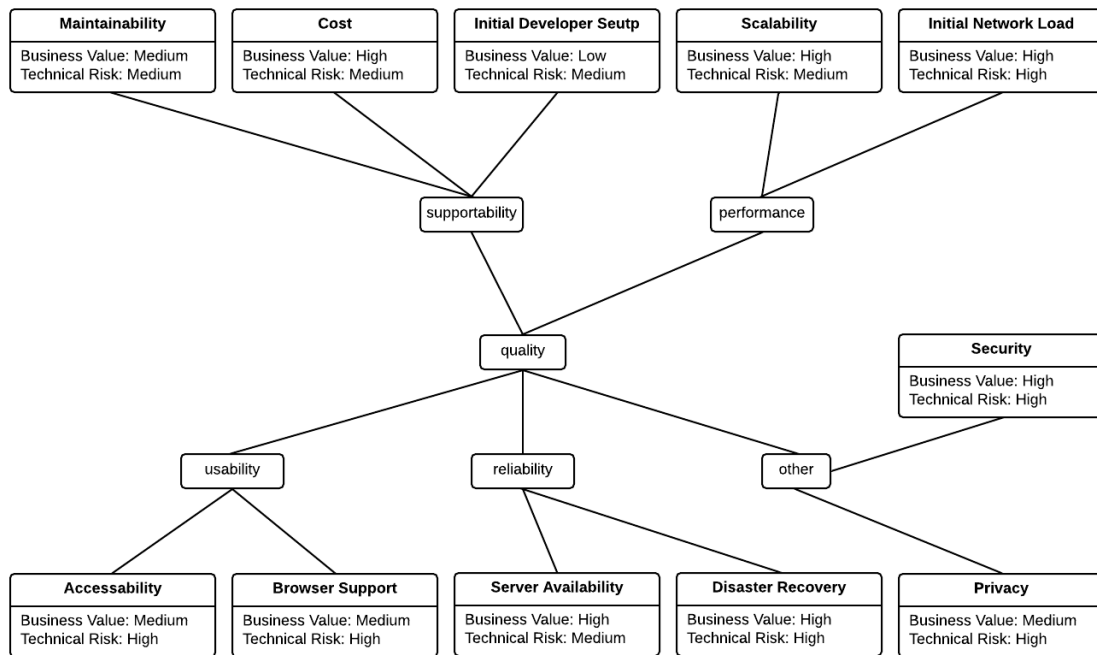 Maintainability
Business Value: Medium
Technical Risk: Medium
Cost
Business Value: High
Technical Risk: Medium
Initial Developer Seutp
Business Value: Low
Technical Risk: Medium
Scalability
Business Value: High
Technical Risk: Medium
Initial Network Load
Business Value: High
Technical Risk: High
supportability
performance
quality
Security
Business Value: High
Technical Risk: High
usability
reliability
other
Accessability
Business Value: Medium
Technical Risk: High
Browser Support
Business Value: Medium
Technical Risk: High
Server Availability
Business Value: High
Technical Risk: Medium
Disaster Recovery
Business Value: High
Technical Risk: High
Privacy
Business Value: Medium
Technical Risk: High